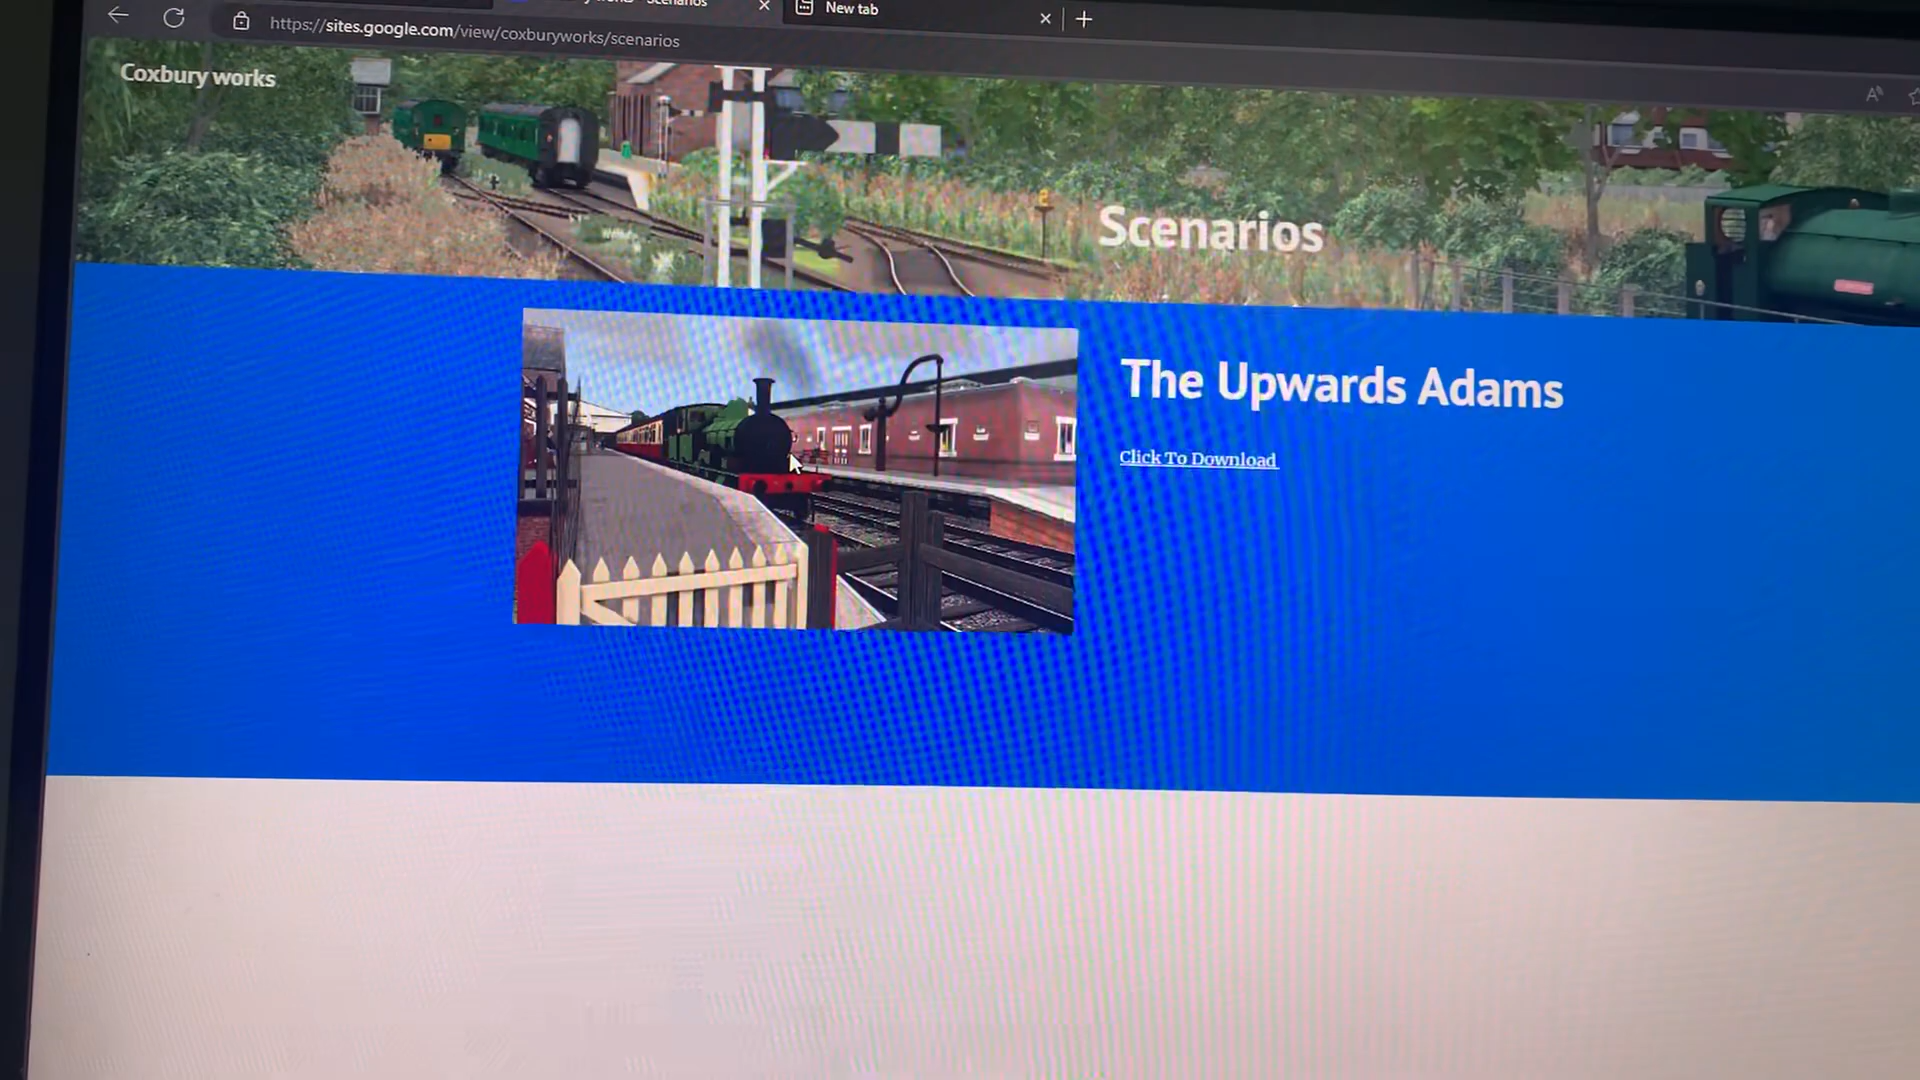 New tab
https://sites.google.com/view/coxburyworks/scenarios
Coxbury works
Scenarios
The Upwards Adams
Click To Download